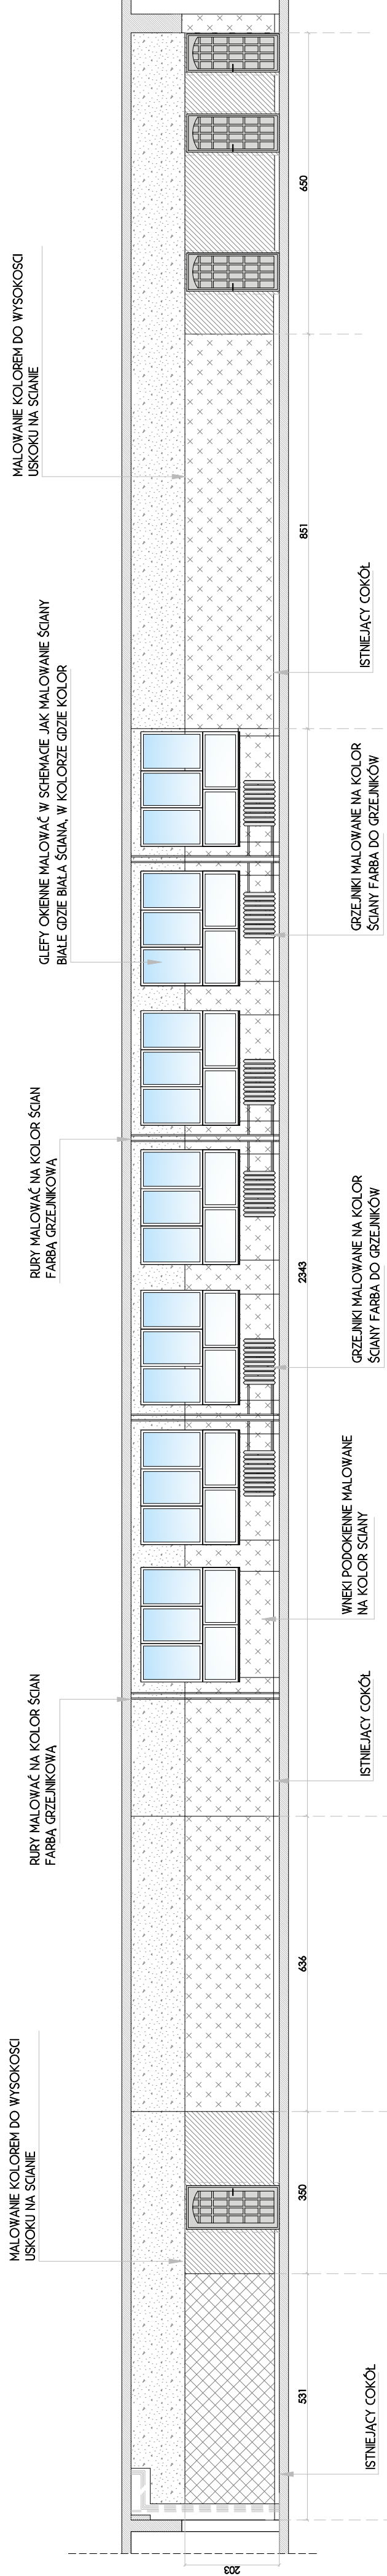 MALOWANIE KOLOREM DO WYSOKOSCI
USKOKU NA SCIANIE
RURY MALOWAĆ NA KOLOR ŚCIAN
FARBĄ GRZEJNIKOWĄ
RURY MALOWAĆ NA KOLOR ŚCIAN
FARBĄ GRZEJNIKOWĄ
GLEFY OKIENNE MALOWAĆ W SCHEMACIE JAK MALOWANIE ŚCIANY
BIAŁE GDZIE BIAŁA ŚCIANA, W KOLORZE GDZIE KOLOR
MALOWANIE KOLOREM DO WYSOKOSCI
USKOKU NA SCIANIE
203
531
350
636
2343
851
650
ISTNIEJĄCY COKÓŁ
ISTNIEJĄCY COKÓŁ
WNEKI PODOKIENNE MALOWANE
NA KOLOR SCIANY
GRZEJNIKI MALOWANE NA KOLOR
ŚCIANY FARBA DO GRZEJNIKÓW
GRZEJNIKI MALOWANE NA KOLOR
ŚCIANY FARBA DO GRZEJNIKÓW
ISTNIEJĄCY COKÓŁ